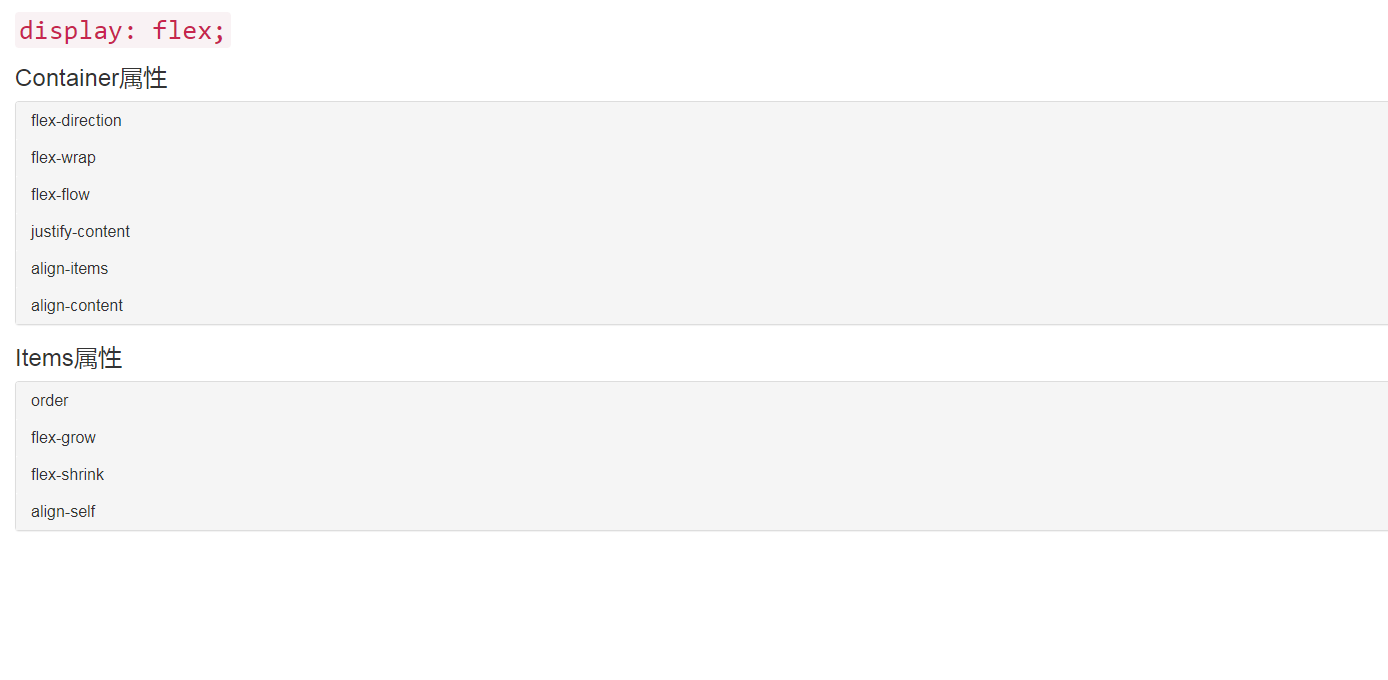 display: flex;
Container属性
flex-direction
flex-wrap
flex-flow
justify-content
align-items
align-content
Items属性
order
flex-grow
flex-shrink
align-self